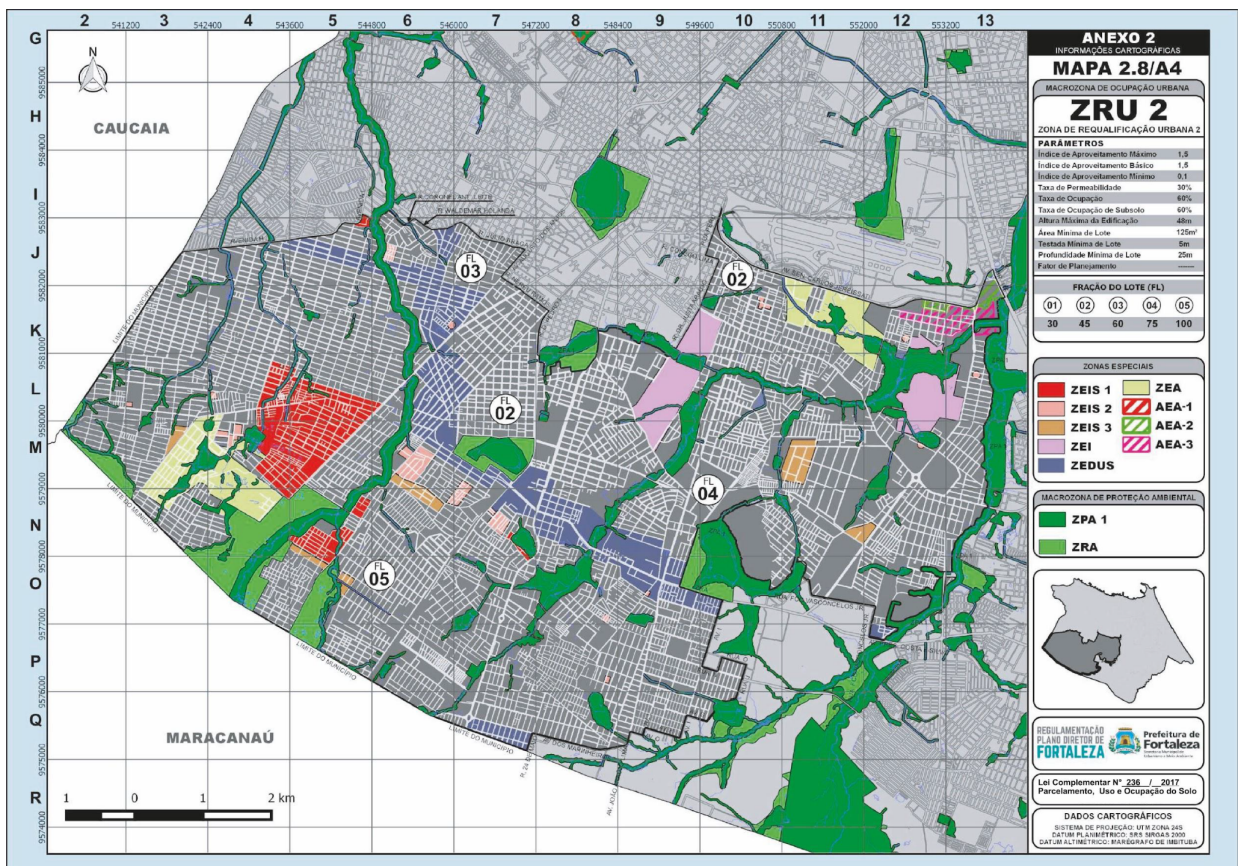 2 3 4 5 6 7 8 9 10 11 12 13
541200 542400 543600 544800 546000 547200 548400 549600 550800 552000 553200
G
H
I
J
K
L
M
N
O
P
Q
R
9585000
9584000
9583000
9582000
9581000
9580000
9579000
9578000
9577000
9576000
9575000
9574000
N
CAUCAIA
MARACANAÚ
R. WALDEMAR HOLANDA
FL
03
FL
02
FL
02
FL
04
FL
05
LIMITE DO MUNICÍPIO
LIMITE DO MUNICÍPIO
LIMITE DO MUNICÍPIO
LIMITE DO MUNICÍPIO
1 0 1 2 km
ANEXO 2
INFORMAÇÕES CARTOGRÁFICAS
MAPA 2.8/A4
MACROZONA DE OCUPAÇÃO URBANA
ZRU 2
ZONA DE REQUALIFICAÇÃO URBANA 2
PARÂMETROS
Índice de Aproveitamento Máximo 1,5
Índice de Aproveitamento Básico 1,5
Índice de Aproveitamento Mínimo 0,1
Taxa de Permeabilidade 30%
Taxa de Ocupação 60%
Taxa de Ocupação de Subsolo 60%
Altura Máxima da Edificação 48m
Área Mínima de Lote 125m²
Testada Mínima de Lote 5m
Profundidade Mínima de Lote 25m
Fator de Planejamento -------
FRAÇÃO DO LOTE (FL)
01 02 03 04 05
30 45 60 75 100
ZONAS ESPECIAIS
ZEIS 1 ZEA
ZEIS 2 AEA-1
ZEIS 3 AEA-2
ZEI AEA-3
ZEDUS
MACROZONA DE PROTEÇÃO AMBIENTAL
ZPA 1
ZRA
REGULAMENTAÇÃO
PLANO DIRETOR DE
FORTALEZA
Prefeitura de
Fortaleza
Lei Complementar N° 236 / 2017
Parcelamento, Uso e Ocupação do Solo
DADOS CARTOGRÁFICOS
SISTEMA DE PROJEÇÃO: UTM ZONA 24S
DATUM PLANIMÉTRICO: SRS SIRGAS 2000
DATUM ALTIMÉTRICO: MARÉGRAFO DE IMBITUBA